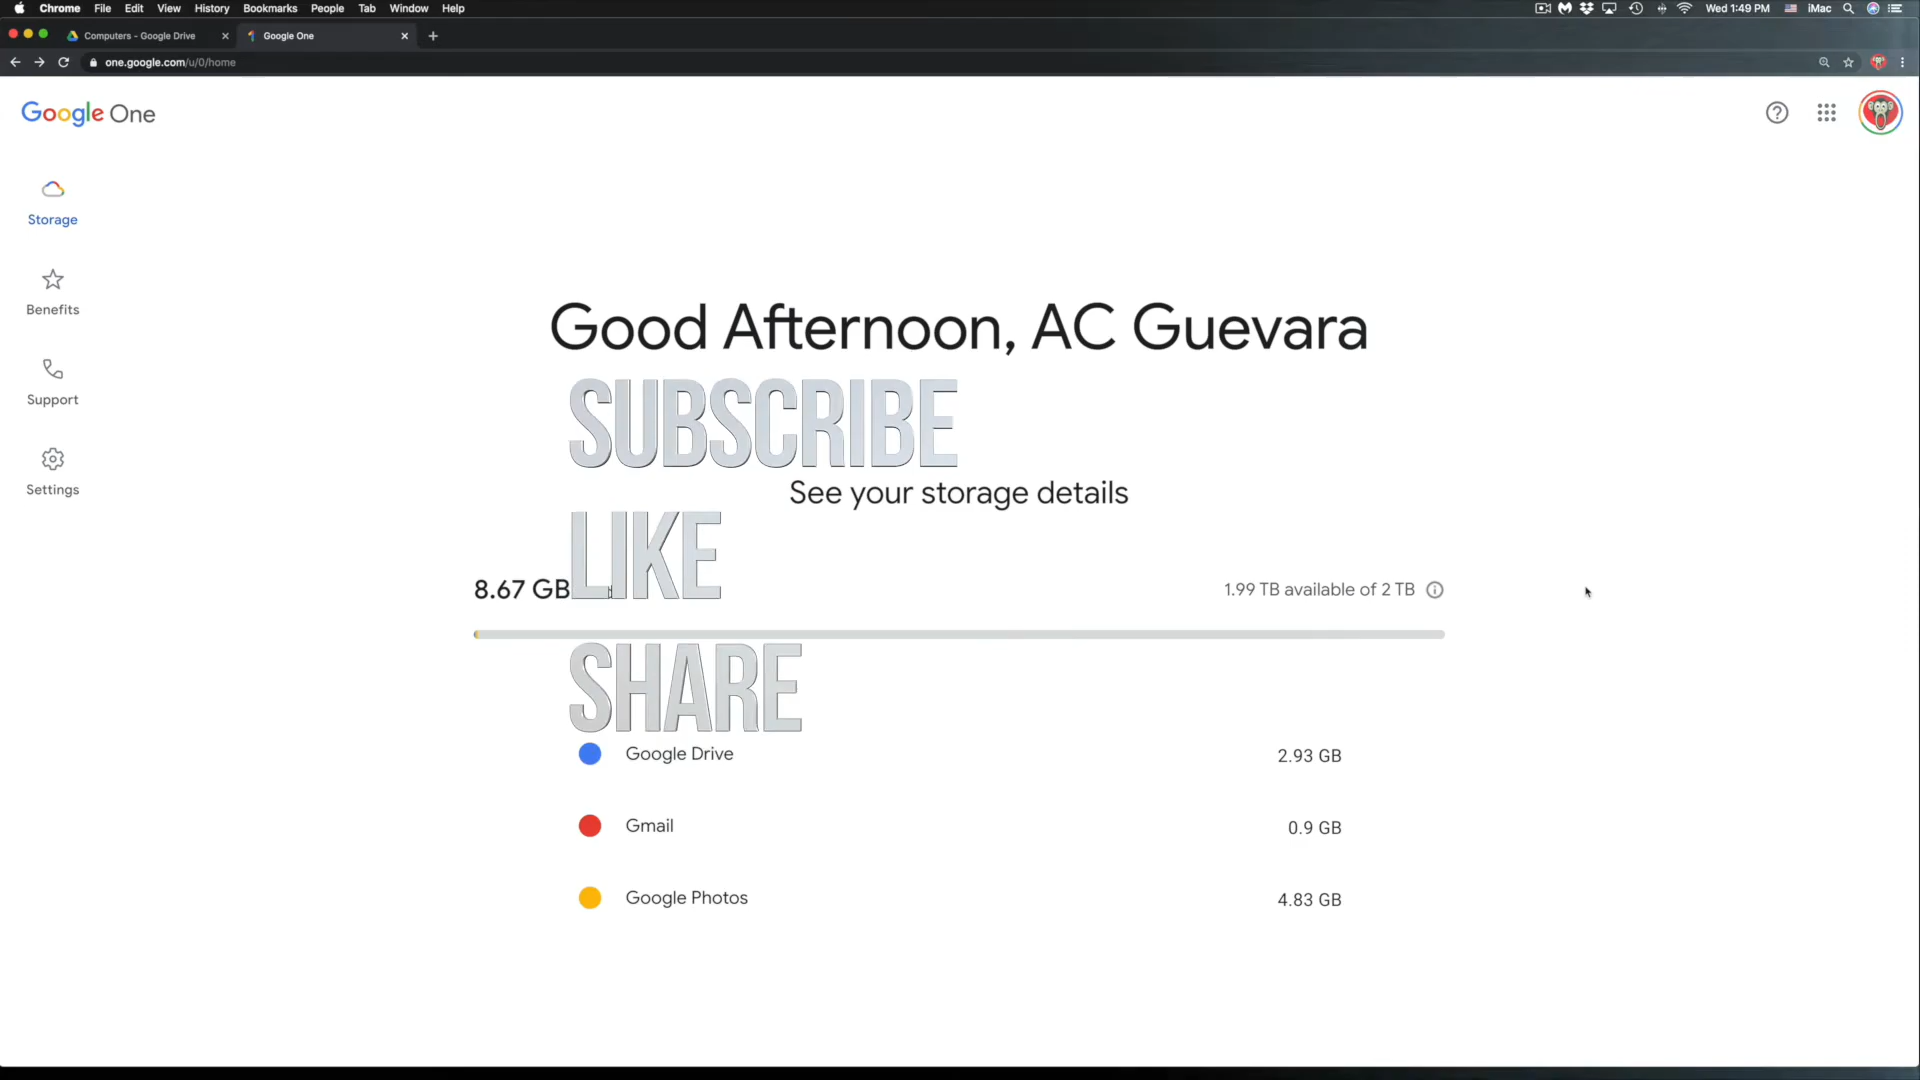 Chrome File Edit View History Bookmarks People Tab Window Help
Wed 1:49 PM iMac
Computers - Google Drive
Google One
one.google.com/u/0/home
Google One
Storage
Benefits
Support
Settings
Good Afternoon, AC Guevara
SUBSCRIBE
See your storage details
LIKE
8.67 GB
1.99 TB available of 2 TB
SHARE
Google Drive 2.93 GB
Gmail 0.9 GB
Google Photos 4.83 GB